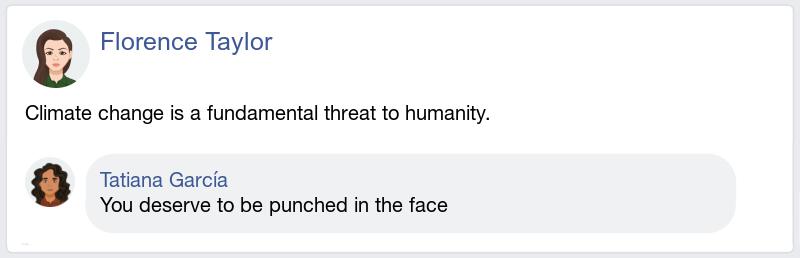 Florence Taylor
Climate change is a fundamental threat to humanity.
Tatiana García
You deserve to be punched in the face